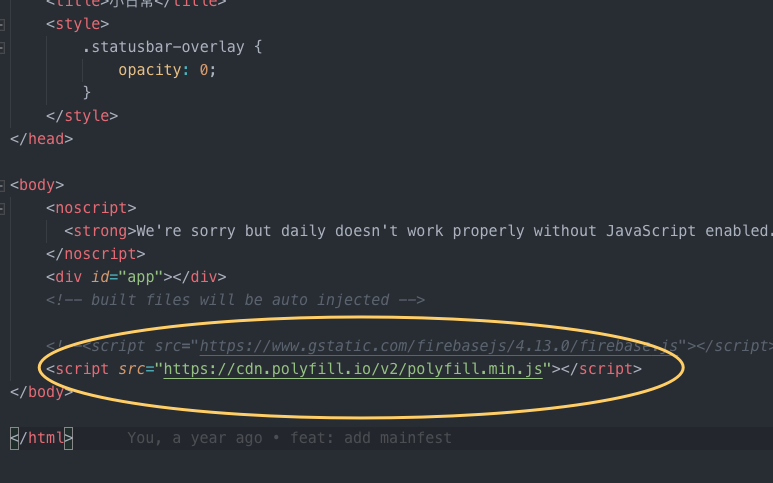 <title>小日常</title>
<style>
.statusbar-overlay {
opacity: 0;
}
</style>
</head>
<body>
<noscript>
<strong>We're sorry but daily doesn't work properly without JavaScript enabled.
</noscript>
<div id="app"></div>
<!-- built files will be auto injected -->
<!--<script src="https://www.gstatic.com/firebasejs/4.13.0/firebase.js"></script>
<script src="https://cdn.polyfill.io/v2/polyfill.min.js"></script>
</body>
</html> You, a year ago • feat: add mainfest